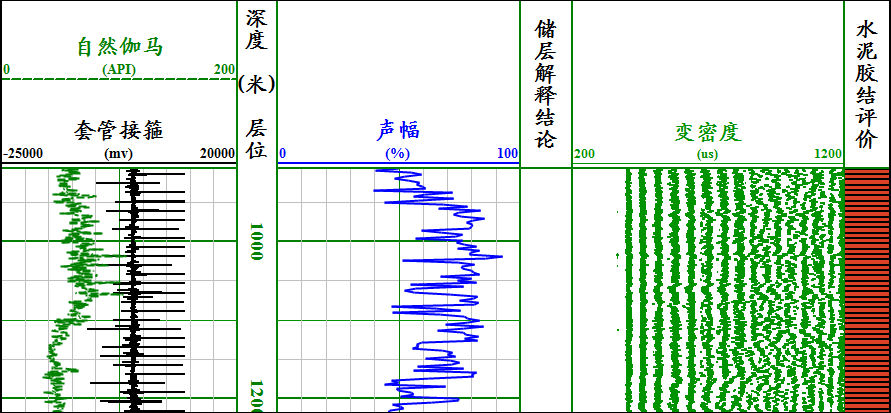 自然伽马
0 (API) 200
套管接箍
-25000 (mv) 20000
深度(米)层位
声幅
0 (%) 100
储层解释结论
变密度
200 (us) 1200
水泥胶结评价
1000
1200